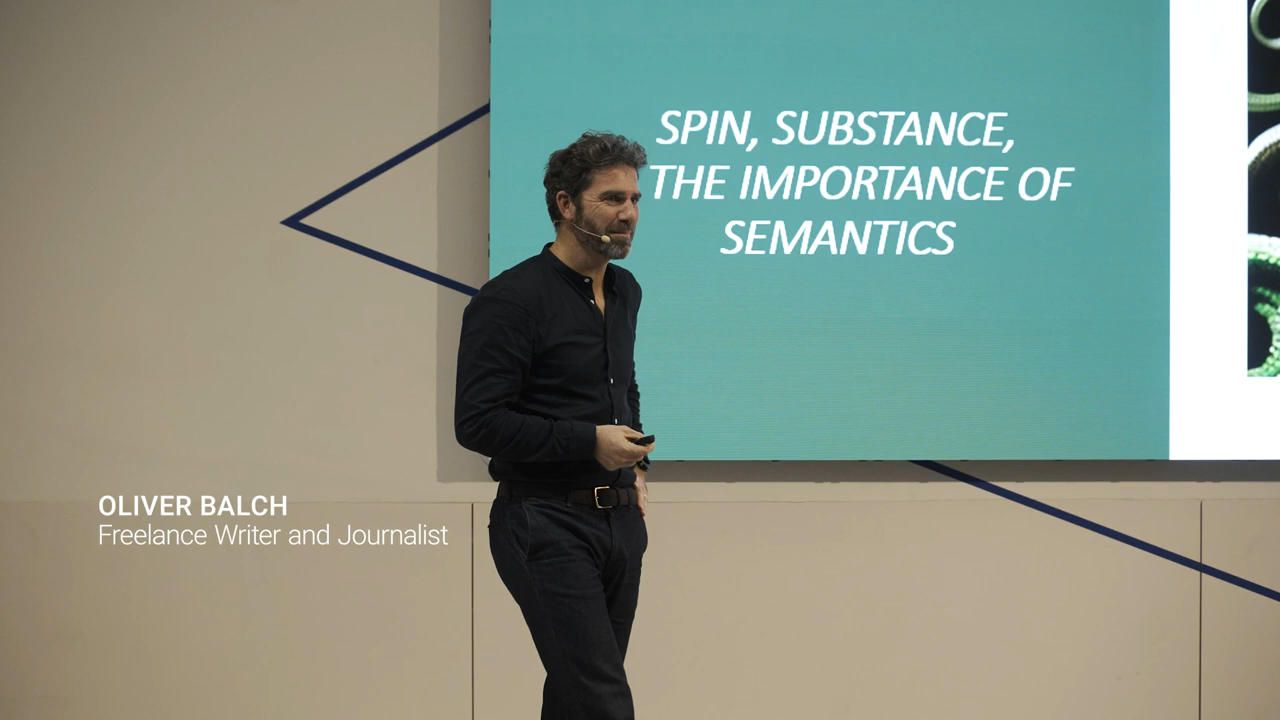 SPIN, SUBSTANCE,
THE IMPORTANCE OF
SEMANTICS
OLIVER BALCH
Freelance Writer and Journalist